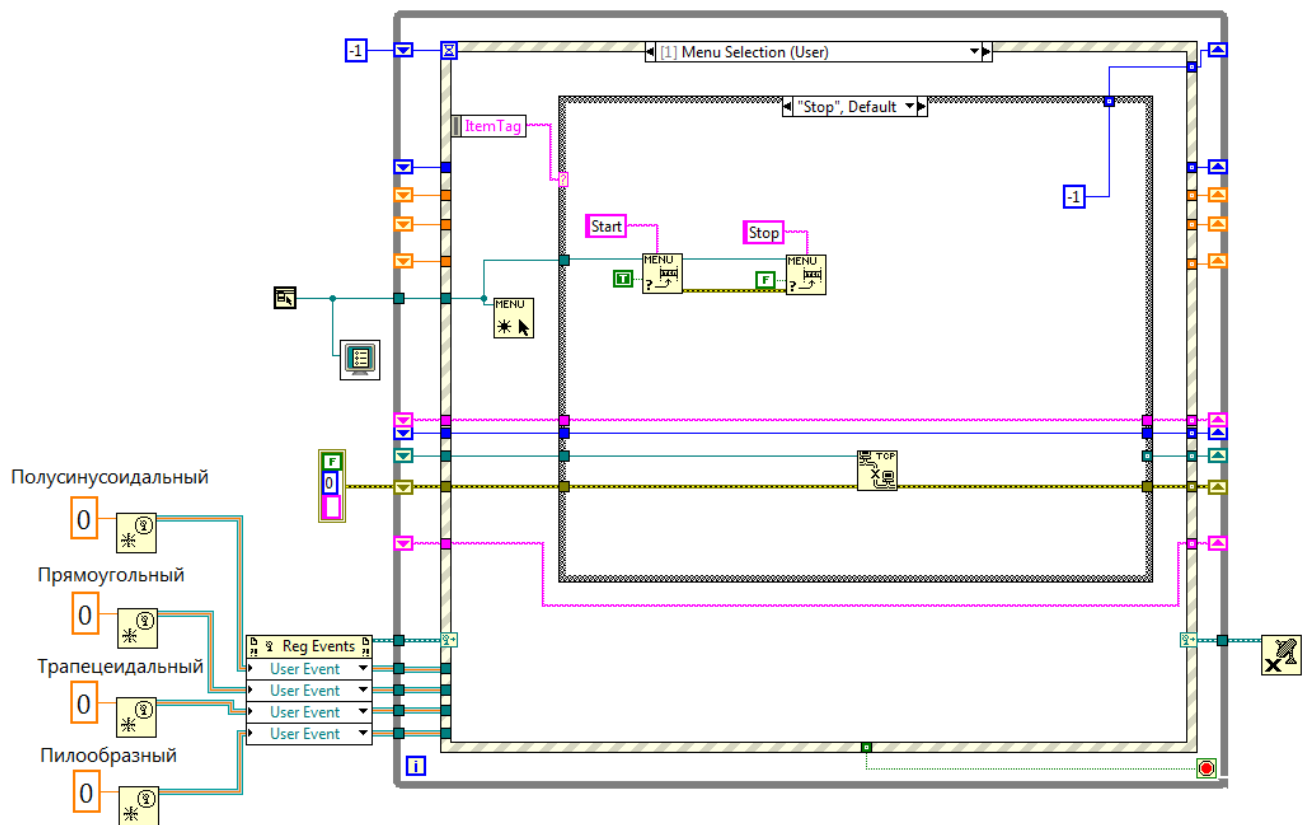 -1
[1] Menu Selection (User)
"Stop", Default
ItemTag
?
-1
Start
Stop
MENU
?
T
MENU
?
F
MENU
TCP
X
F
0
Полусинусоидальный
0
Прямоугольный
0
Reg Events
User Event
User Event
User Event
User Event
Трапецеидальный
0
Пилообразный
0
i
X